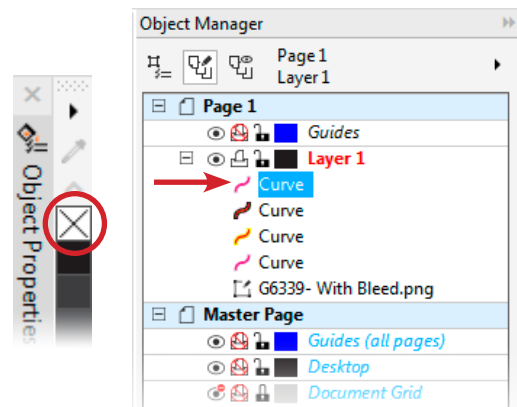 Object Properties
Object Manager
Page 1
Layer 1
Page 1
Guides
Layer 1
Curve
Curve
Curve
Curve
G6339- With Bleed.png
Master Page
Guides (all pages)
Desktop
Document Grid